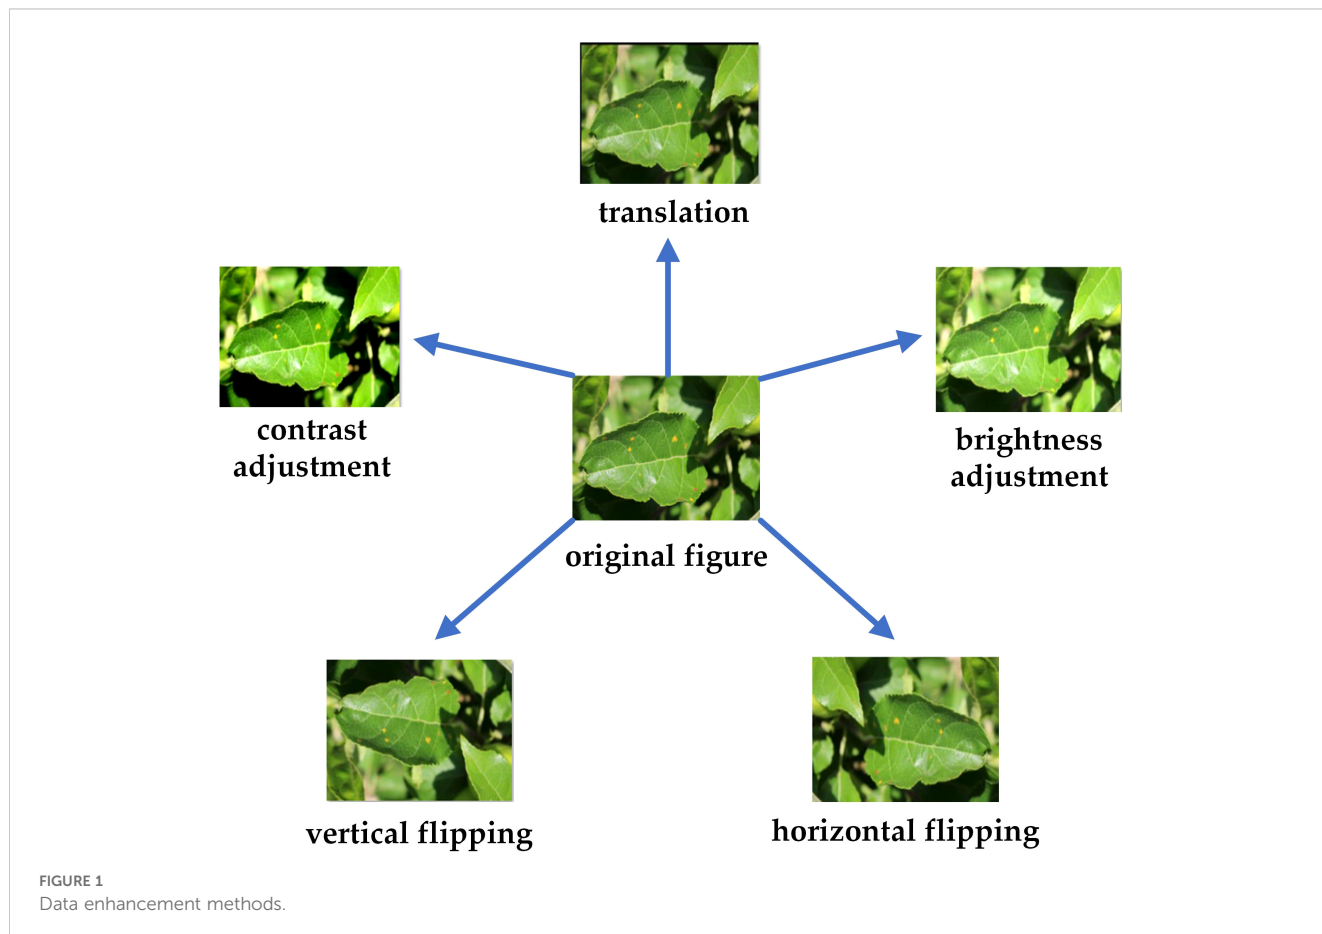 translation
contrast
adjustment
brightness
adjustment
original figure
vertical flipping
horizontal flipping
FIGURE 1
Data enhancement methods.